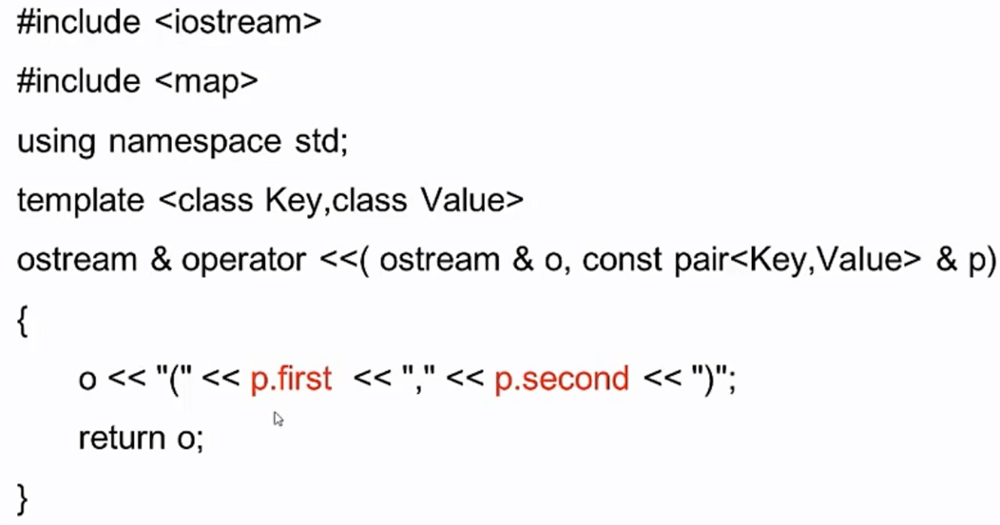 #include <iostream>
#include <map>
using namespace std;
template <class Key,class Value>
ostream & operator <<( ostream & o, const pair<Key,Value> & p)
{
o << "(" << p.first  << "," << p.second << ")";
return o;
}